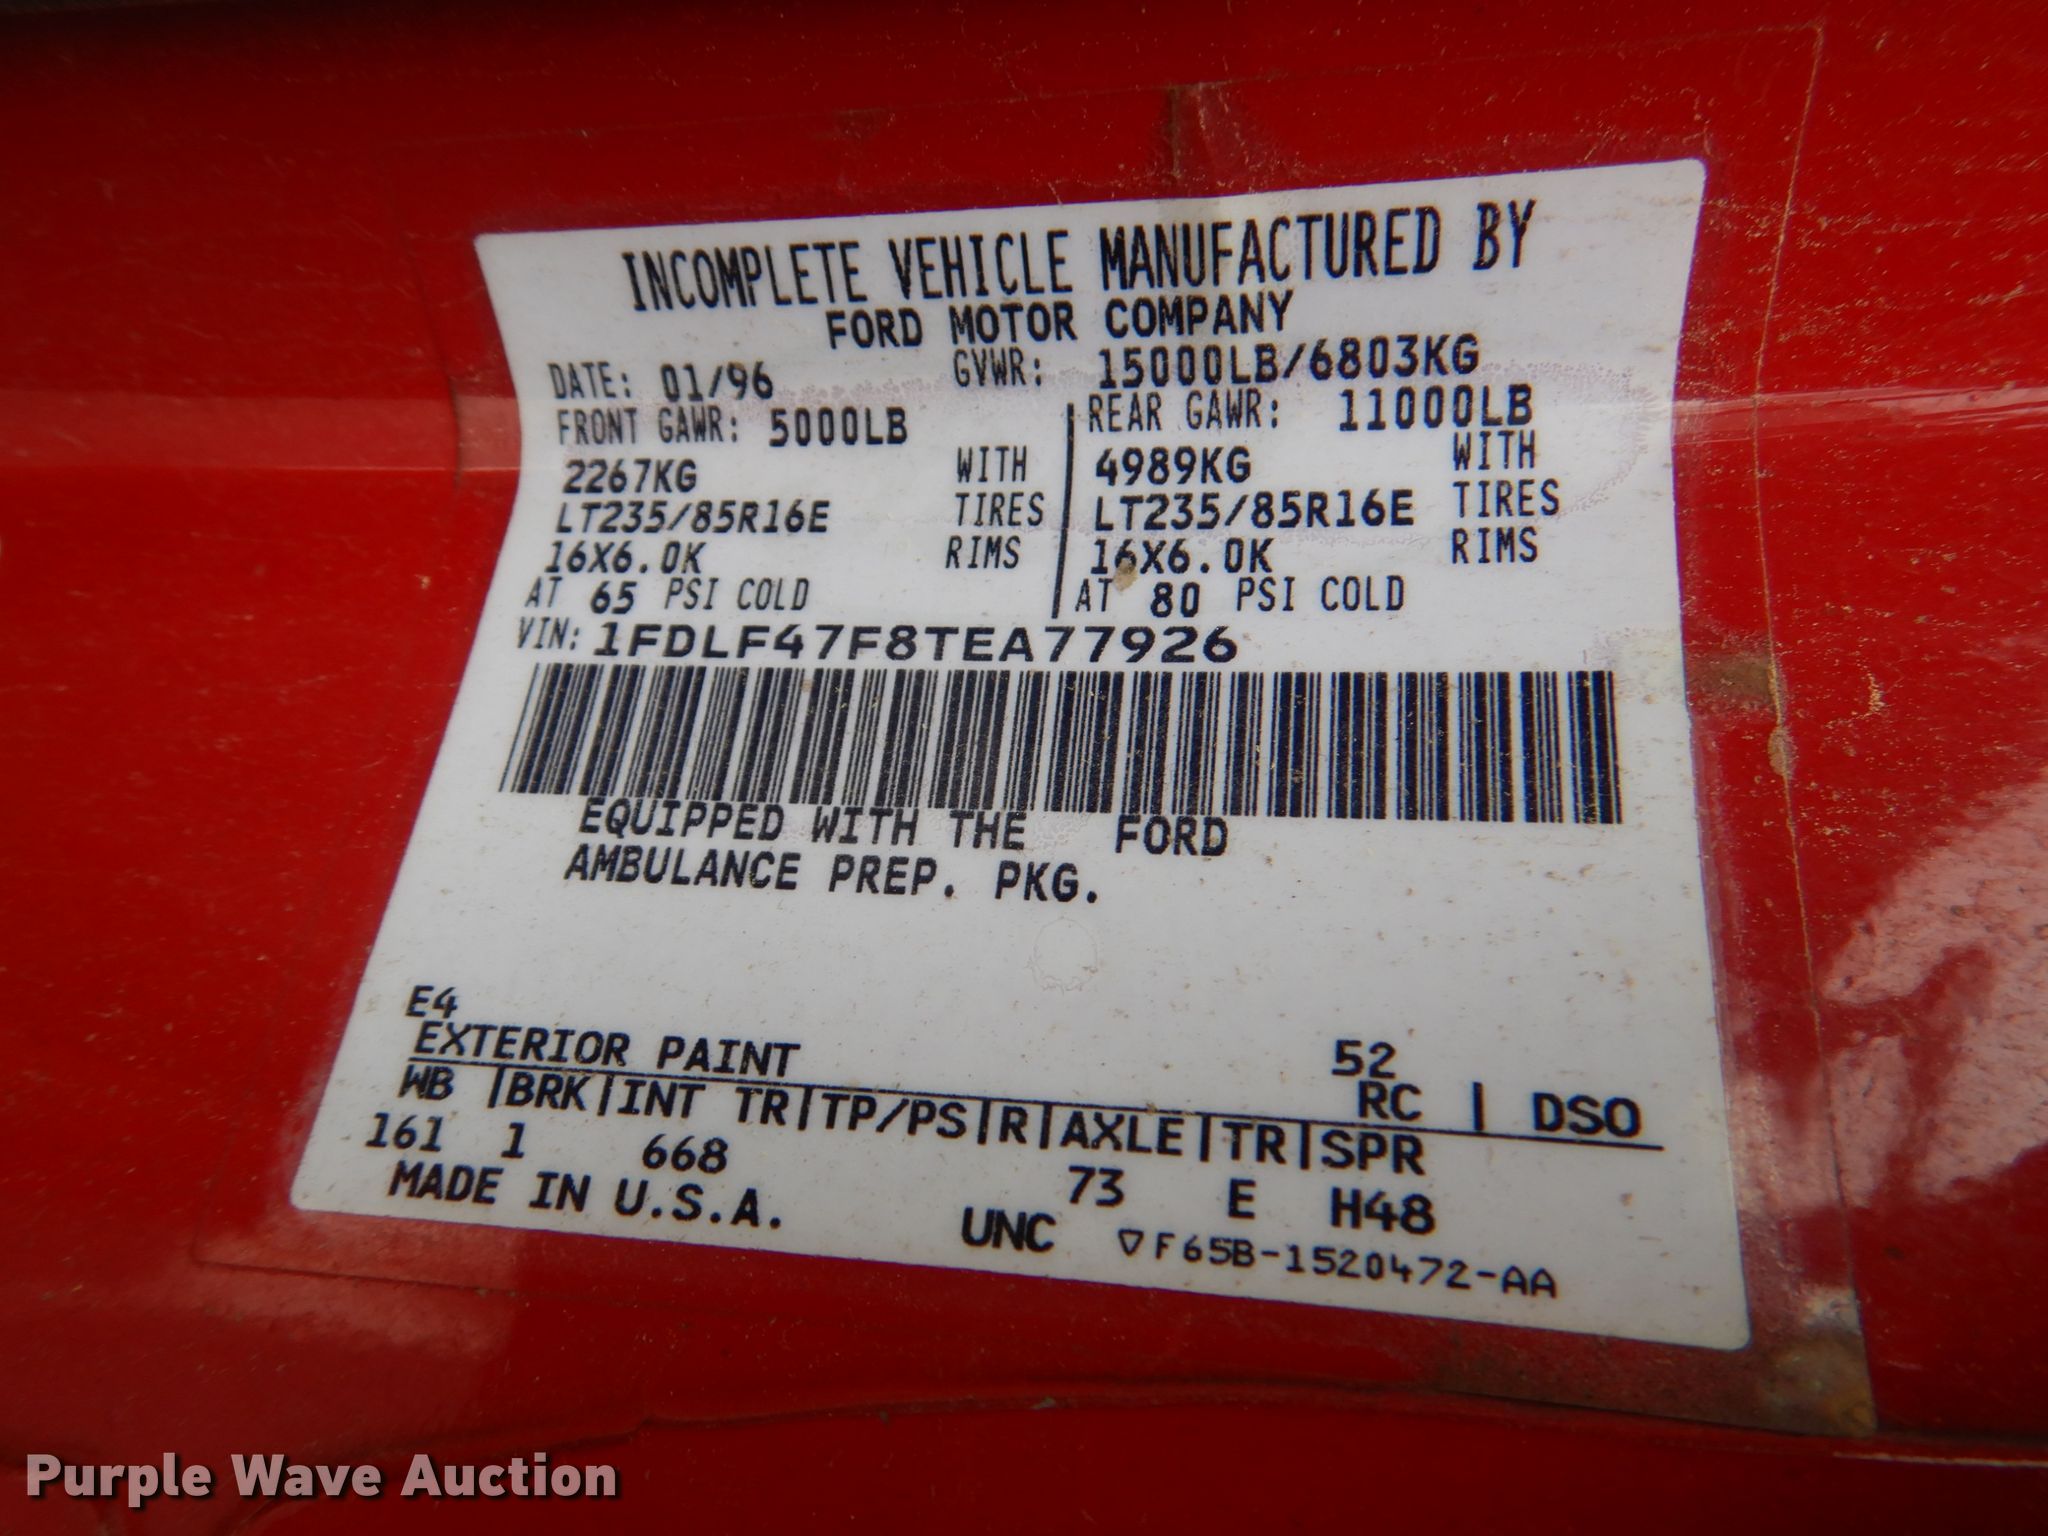 INCOMPLETE VEHICLE MANUFACTURED BY
FORD MOTOR COMPANY
DATE: 01/96 GVWR: 15000LB/6803KG
FRONT GAWR: 5000LB REAR GAWR: 11000LB
2267KG WITH 4989KG WITH
LT235/85R16E TIRES LT235/85R16E TIRES
16X6.0K RIMS 16X6.0K RIMS
AT 65 PSI COLD AT 80 PSI COLD
VIN: 1FDLF47F8TEA77926
EQUIPPED WITH THE FORD
AMBULANCE PREP. PKG.
E4
EXTERIOR PAINT 52
RC | DSO
WB |BRK|INT TR|TP/PS|R|AXLE|TR|SPR
161 1 668 73 E H48
MADE IN U.S.A.
UNC ▽F65B-1520472-AA
Purple Wave Auction